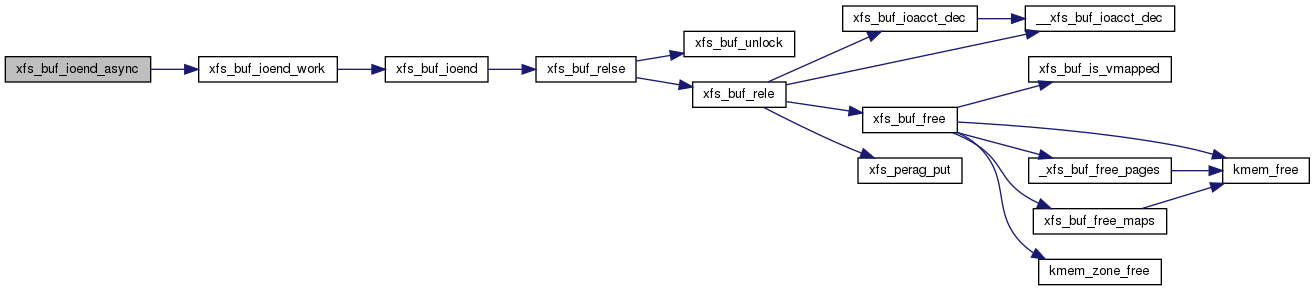 xfs_buf_ioend_async
xfs_buf_ioend_work
xfs_buf_ioend
xfs_buf_relse
xfs_buf_unlock
xfs_buf_rele
xfs_buf_ioacct_dec
__xfs_buf_ioacct_dec
xfs_buf_free
xfs_perag_put
xfs_buf_is_vmapped
_xfs_buf_free_pages
kmem_free
xfs_buf_free_maps
kmem_zone_free